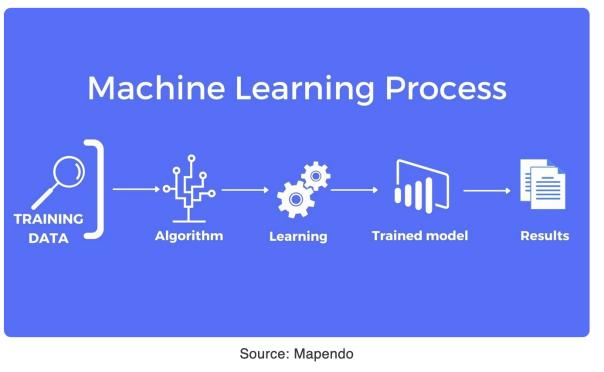 Machine Learning Process
TRAINING
DATA
Algorithm
Learning
Trained model
Results
Source: Mapendo